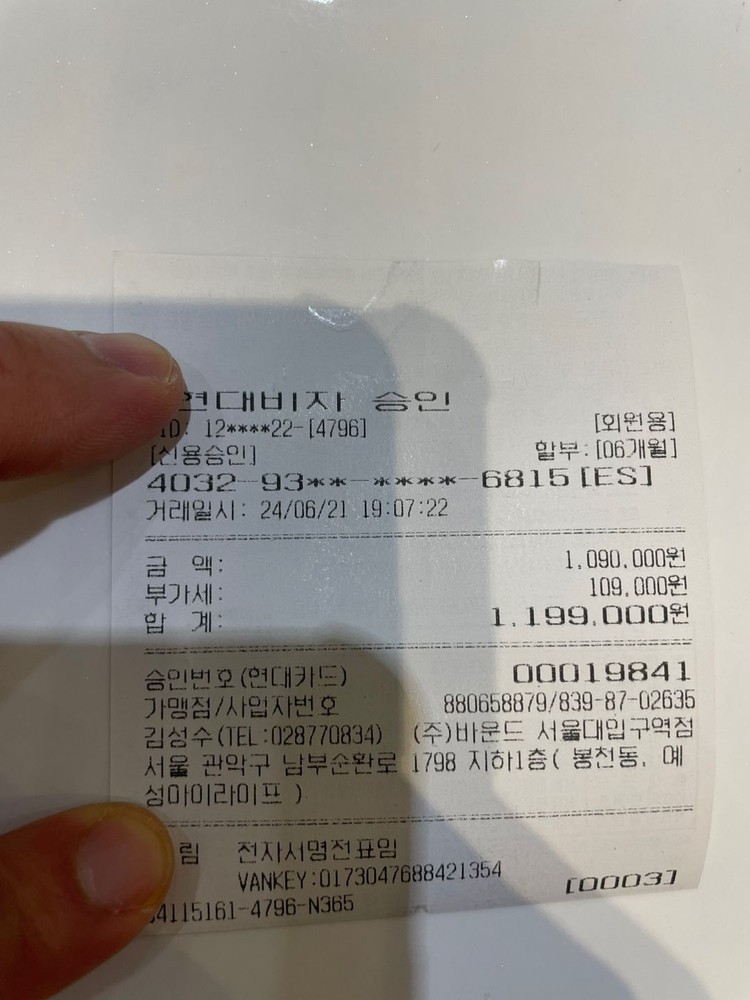 현대비자 승인
ID: 12****22-[4796] [회원용]
[신용승인] 할부:[06개월]
4032-93**-****-6815[ES]
거래일시: 24/06/21 19:07:22
금 액: 1,090,000원
부가세: 109,000원
합 계: 1,199,000원
승인번호(현대카드) 00019841
가맹점/사업자번호 880658879/839-87-02635
김성수(TEL:028770834) (주)바운드 서울대입구역점
서울 관악구 남부순환로 1798 지하1층( 봉천동, 예
성아이라이프 )
림 전자서명전표임
VANKEY:0173047688421354
4115161-4796-N365 [0003]